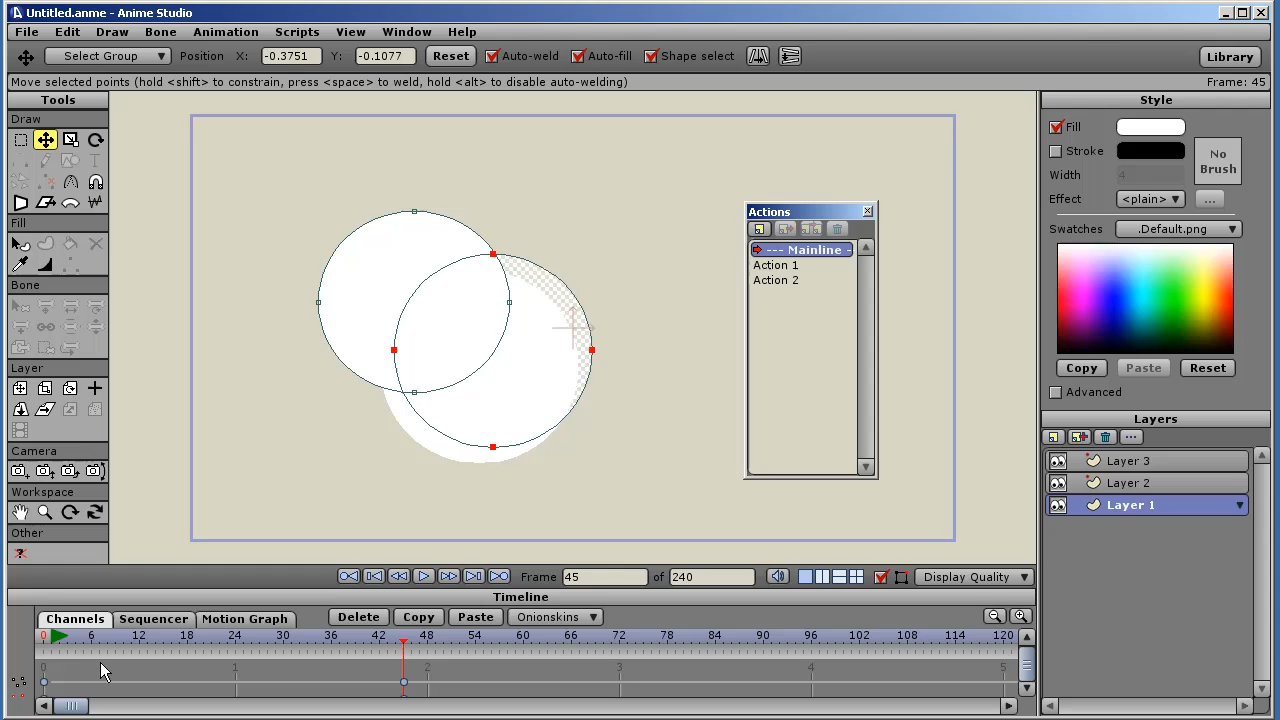 Untitled.anme - Anime Studio
File Edit Draw Bone Animation Scripts View Window Help
Select Group Position X: -0.3751 Y: -0.1077 Reset Auto-weld Auto-fill Shape select Library
Move selected points (hold <shift> to constrain, press <space> to weld, hold <alt> to disable auto-welding) Frame: 45
Tools
Draw
Fill
Bone
Layer
Camera
Workspace
Other
Actions
--- Mainline -
Action 1
Action 2
Style
Fill
Stroke
No Brush
Width 4
Effect <plain> ...
Swatches .Default.png
Copy Paste Reset
Advanced
Layers
Layer 3
Layer 2
Layer 1
Frame 45 of 240 Display Quality
Timeline
Channels Sequencer Motion Graph Delete Copy Paste Onionskins
0 6 12 18 24 30 36 42 48 54 60 66 72 78 84 90 96 102 108 114 120
0 1 2 3 4 5